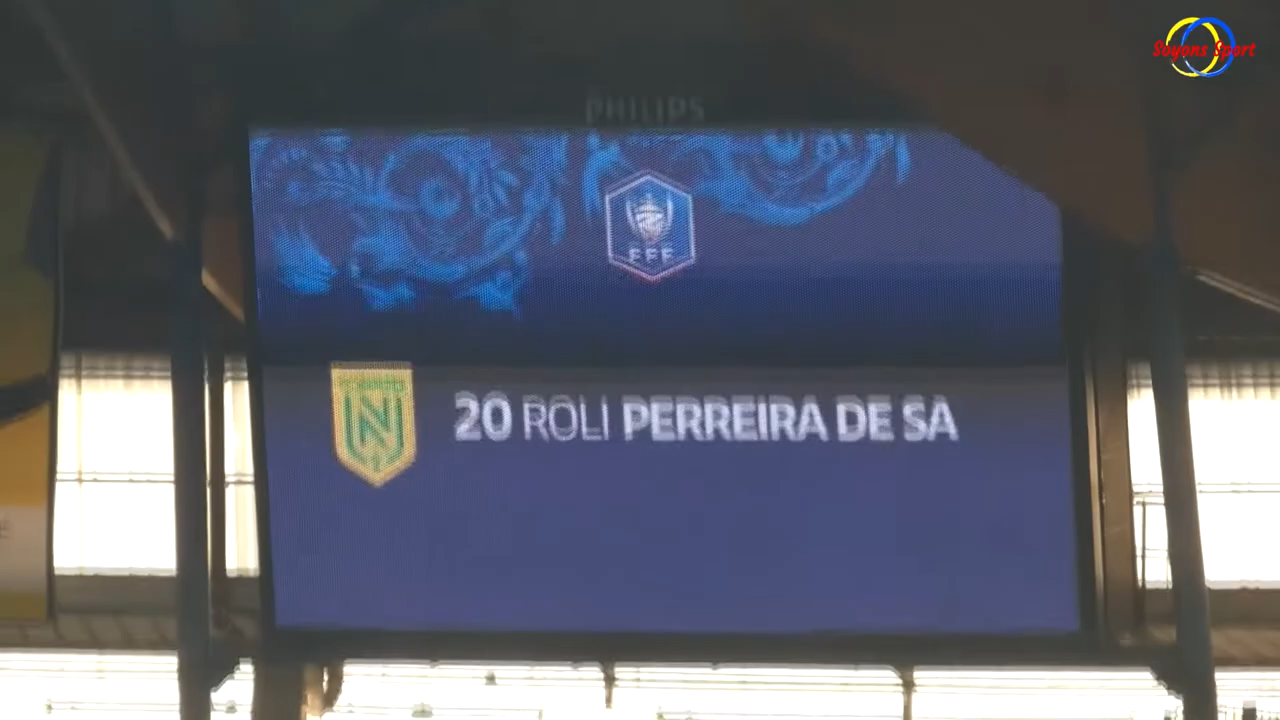 Soyons Sport
PHILIPS
FFF
N
20 ROLI PERREIRA DE SA